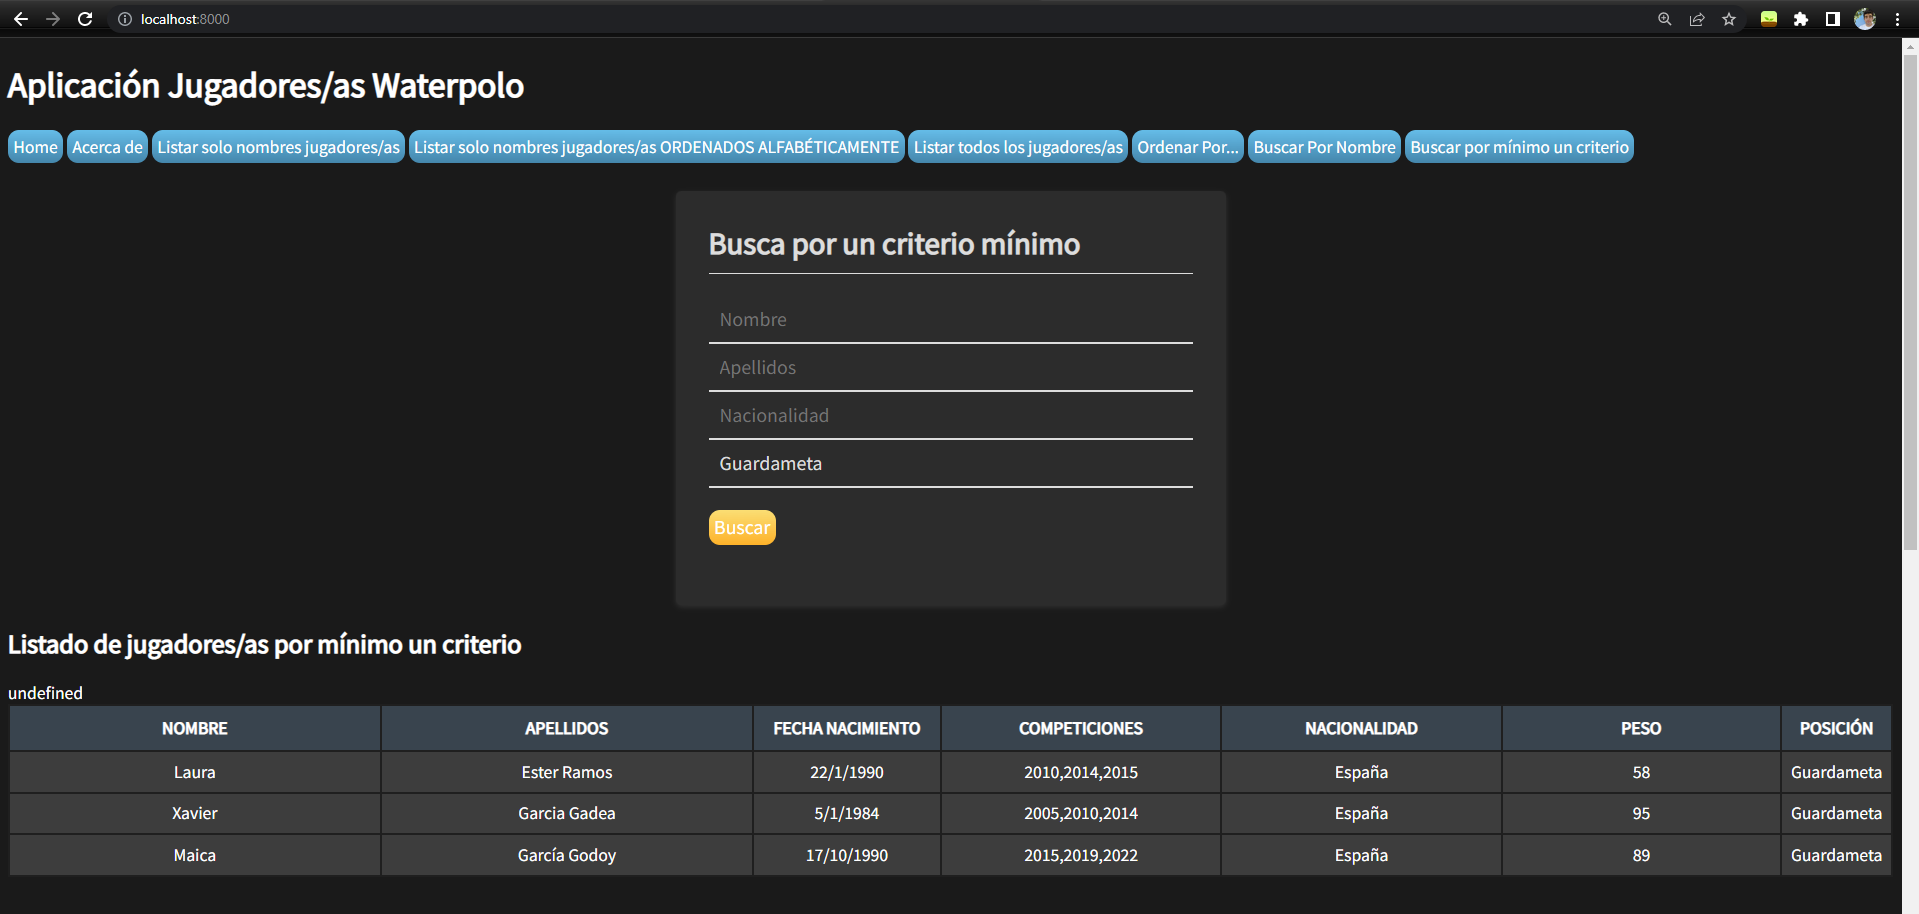 localhost:8000
Aplicación Jugadores/as Waterpolo
Home Acerca de Listar solo nombres jugadores/as Listar solo nombres jugadores/as ORDENADOS ALFABÉTICAMENTE Listar todos los jugadores/as Ordenar Por... Buscar Por Nombre Buscar por mínimo un criterio
Busca por un criterio mínimo
Nombre
Apellidos
Nacionalidad
Guardameta
Buscar
Listado de jugadores/as por mínimo un criterio
undefined
NOMBRE APELLIDOS FECHA NACIMIENTO COMPETICIONES NACIONALIDAD PESO POSICIÓN
Laura Ester Ramos 22/1/1990 2010,2014,2015 España 58 Guardameta
Xavier Garcia Gadea 5/1/1984 2005,2010,2014 España 95 Guardameta
Maica García Godoy 17/10/1990 2015,2019,2022 España 89 Guardameta